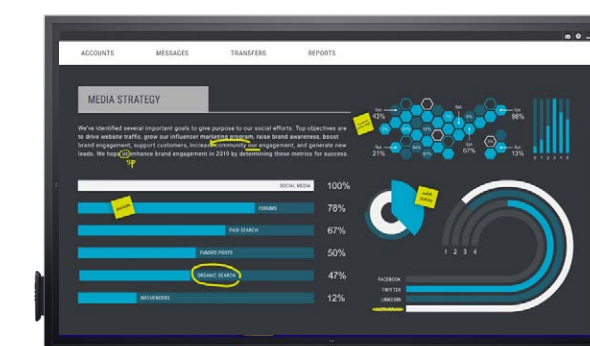 ACCOUNTS MESSAGES TRANSFERS REPORTS
MEDIA STRATEGY
We've identified several important goals to give purpose to our social efforts. Top objectives are
to drive website traffic, grow our influencer marketing program, raise brand awareness, boost
brand engagement, support customers, increase community our engagement, and generate new
leads. We hope of enhance brand engagement in 2019 by determining these metrics for success.
sp
42%
98%
21%
67%
13%
SOCIAL MEDIA 100%
FORUMS 78%
PAID SEARCH 67%
FUNDED POSTS 50%
ORGANIC SEARCH 47%
INFLUENCERS 12%
1 2 3 4
FACEBOOK
TWITTER
LINKEDIN